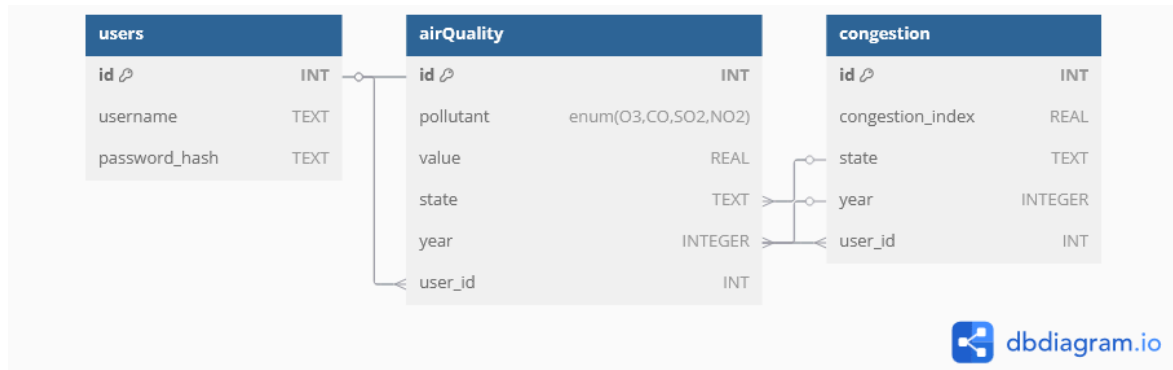 users
id INT
username TEXT
password_hash TEXT
airQuality
id INT
pollutant enum(O3,CO,SO2,NO2)
value REAL
state TEXT
year INTEGER
user_id INT
congestion
id INT
congestion_index REAL
state TEXT
year INTEGER
user_id INT
dbdiagram.io